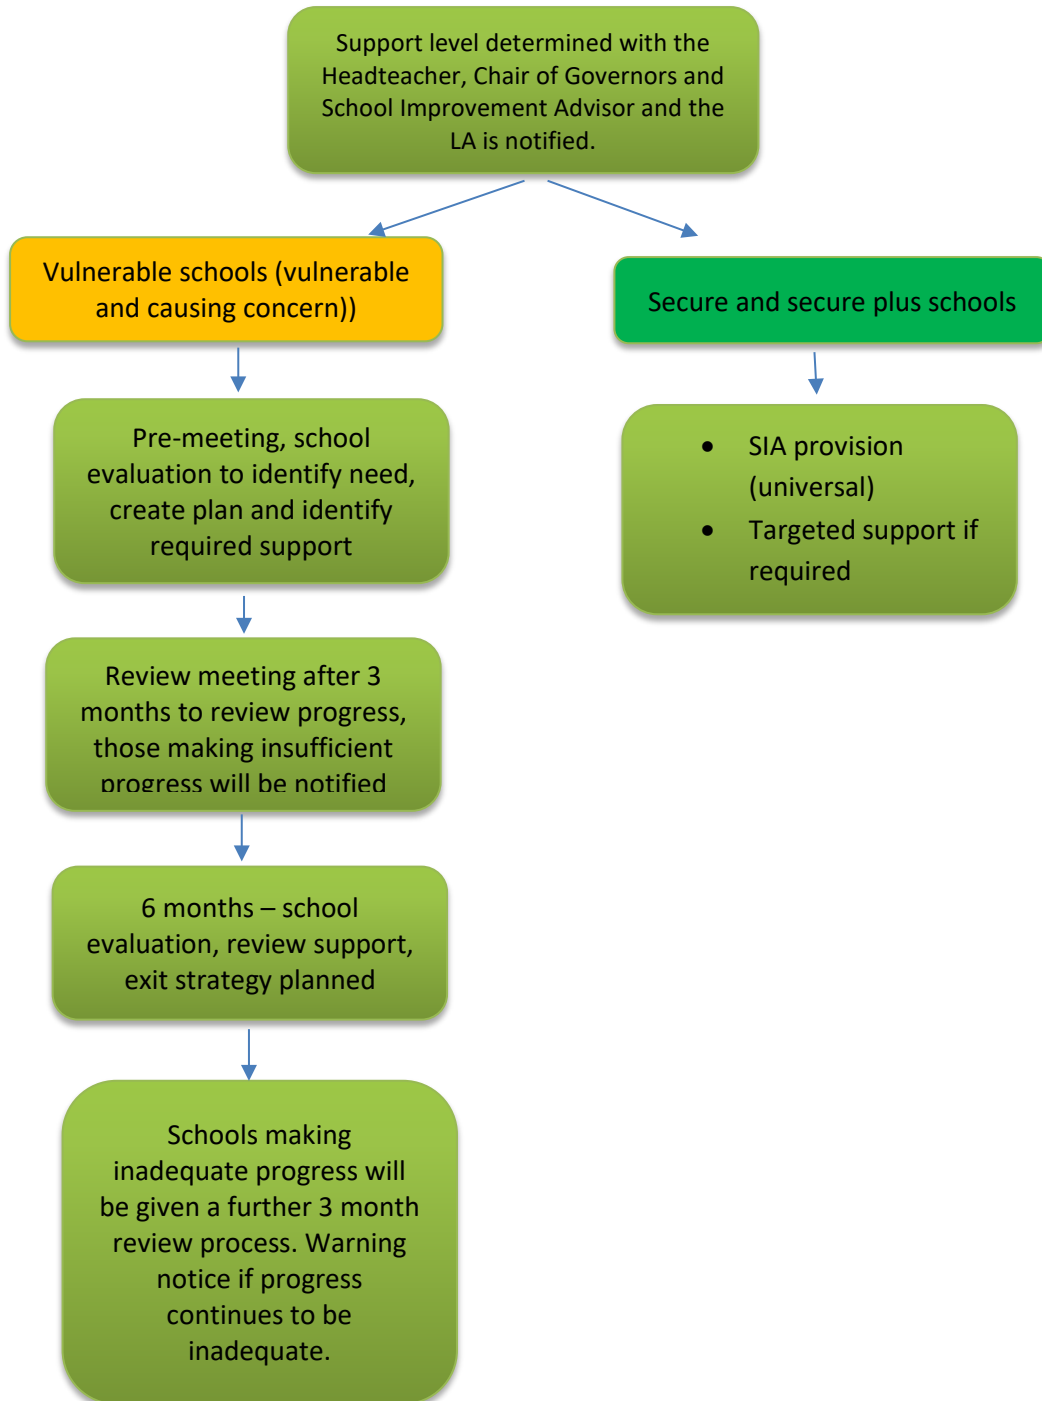 Support level determined with the
Headteacher, Chair of Governors and
School Improvement Advisor and the
LA is notified.
Vulnerable schools (vulnerable
and causing concern))
Secure and secure plus schools
Pre-meeting, school
evaluation to identify need,
create plan and identify
required support
• SIA provision
(universal)
• Targeted support if
required
Review meeting after 3
months to review progress,
those making insufficient
progress will be notified
6 months – school
evaluation, review support,
exit strategy planned
Schools making
inadequate progress will
be given a further 3 month
review process. Warning
notice if progress
continues to be
inadequate.